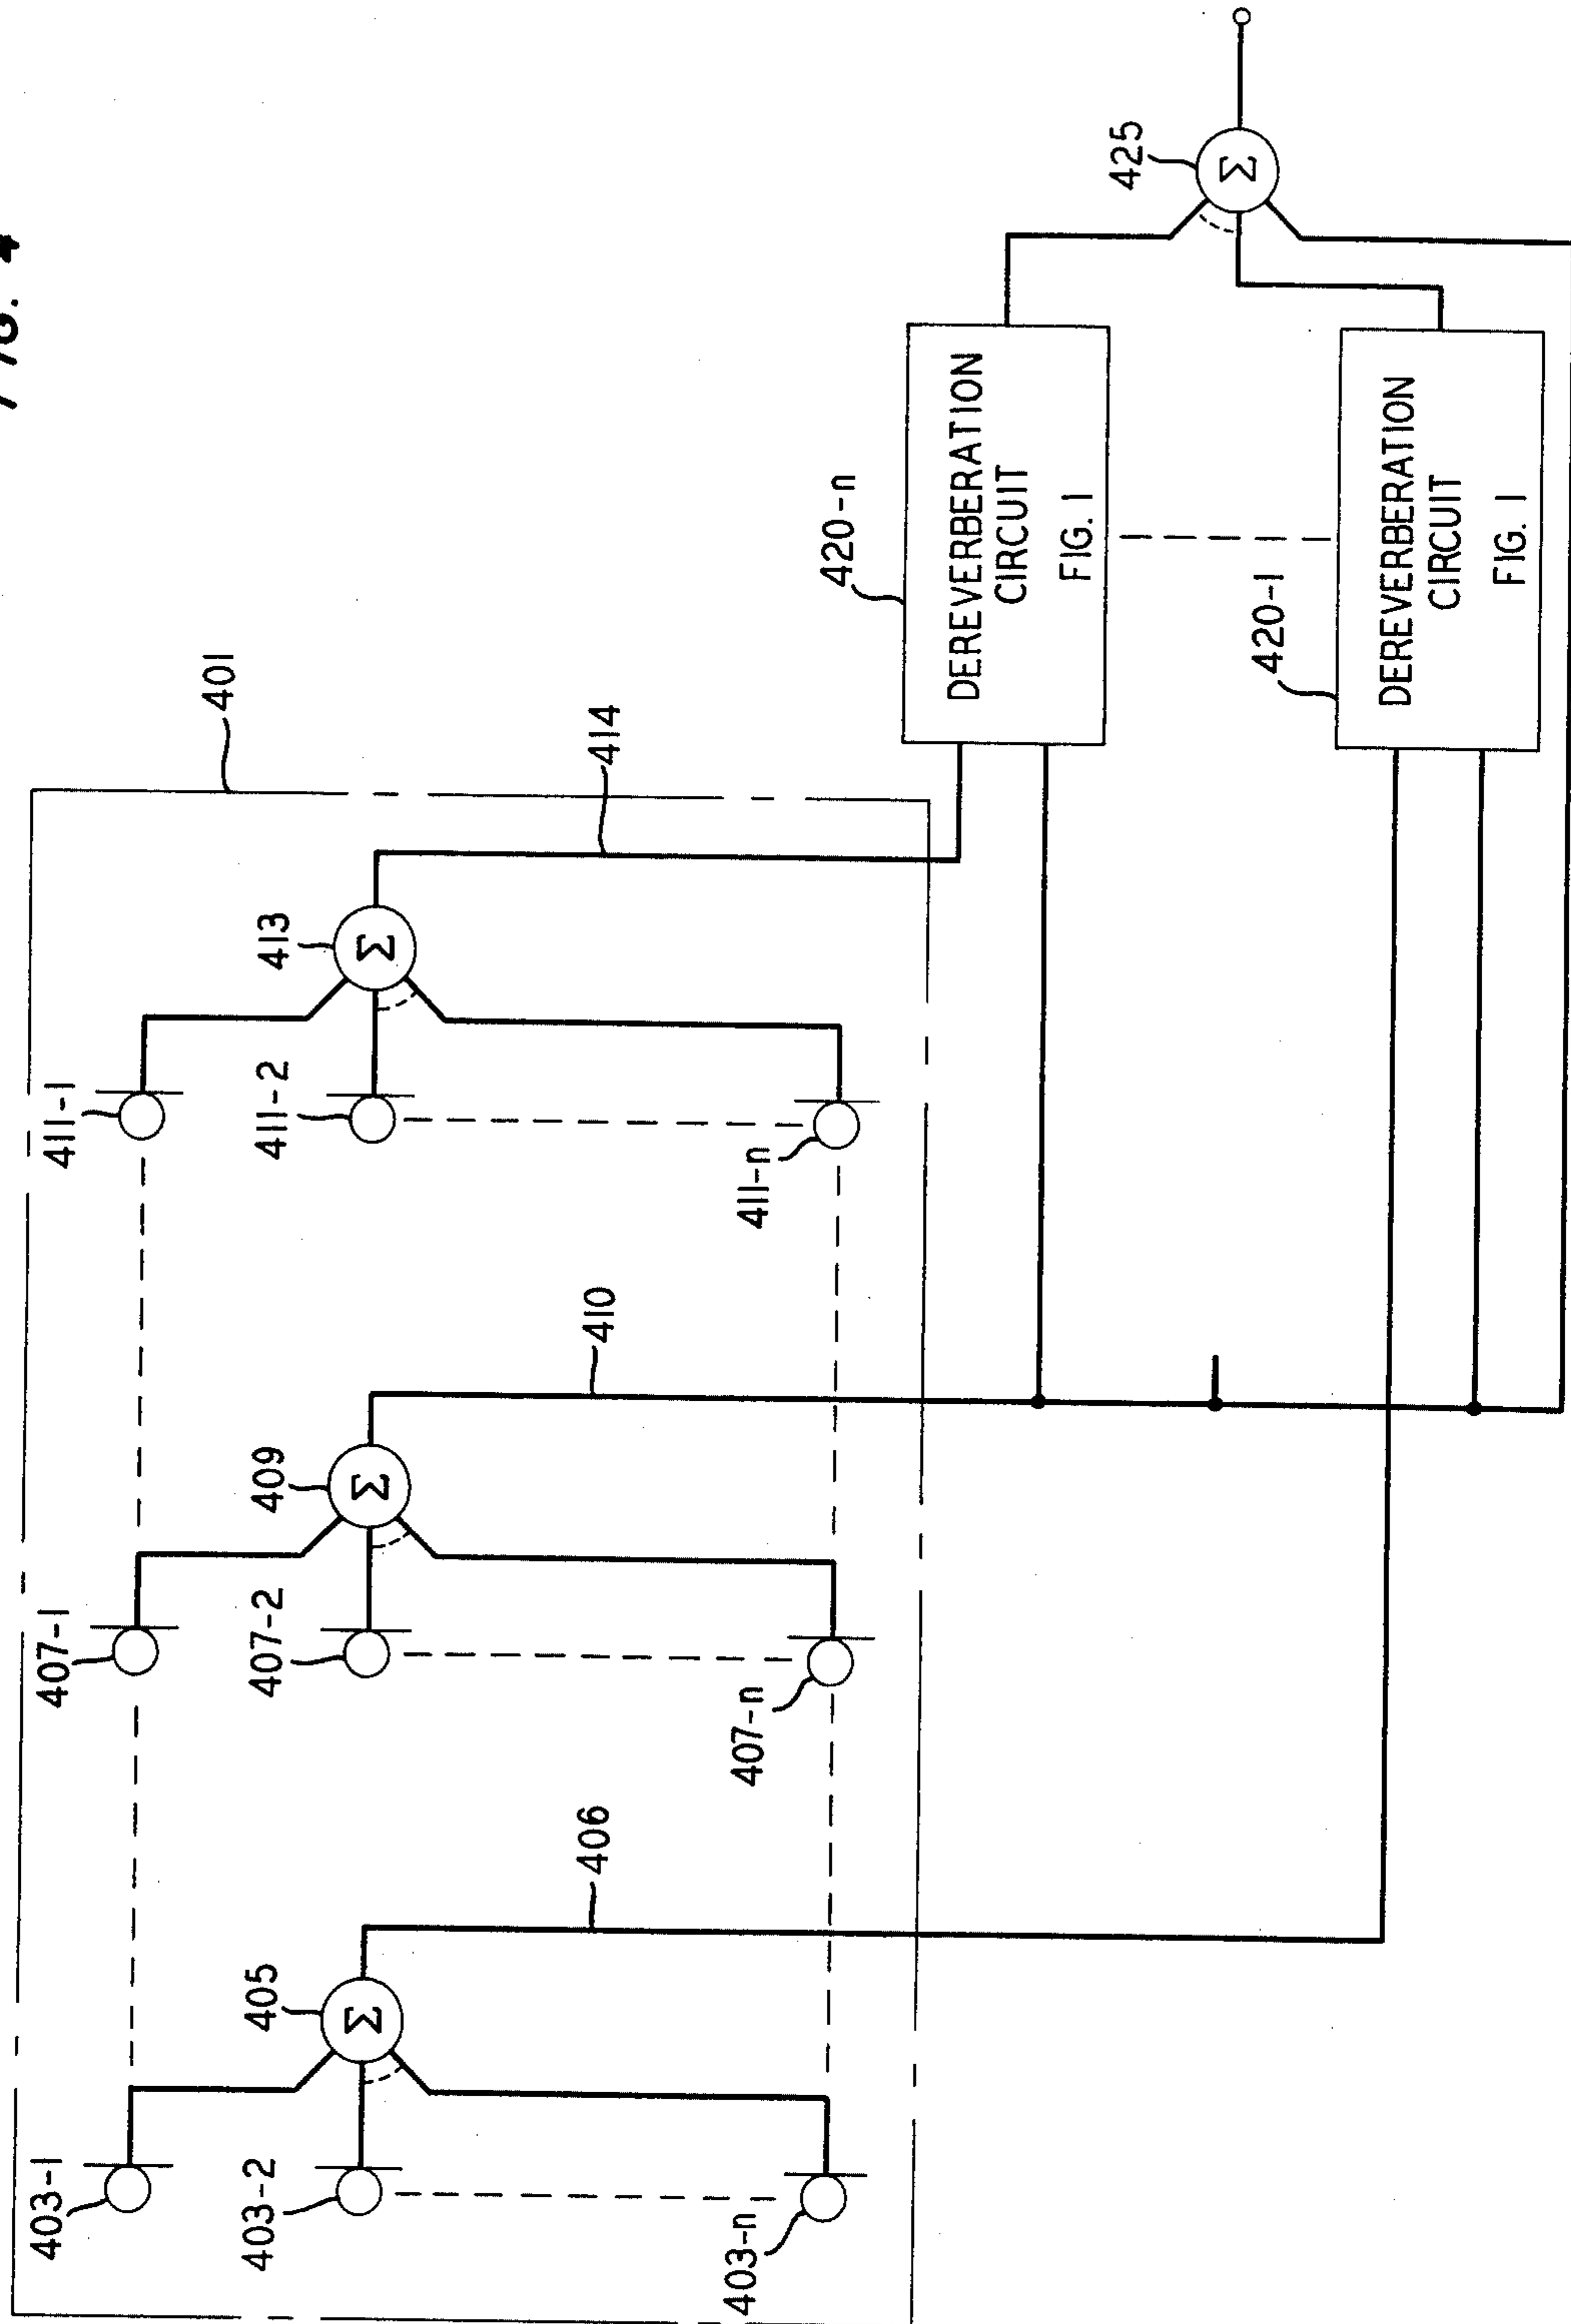 FIG. 4
403-1
407-1
411-1
401
403-2
405
407-2
409
411-2
413
406
410
414
403-n
407-n
411-n
420-n
DEREVERBERATION
CIRCUIT
FIG. 1
Σ
Σ
Σ
425
Σ
420-1
DEREVERBERATION
CIRCUIT
FIG. 1